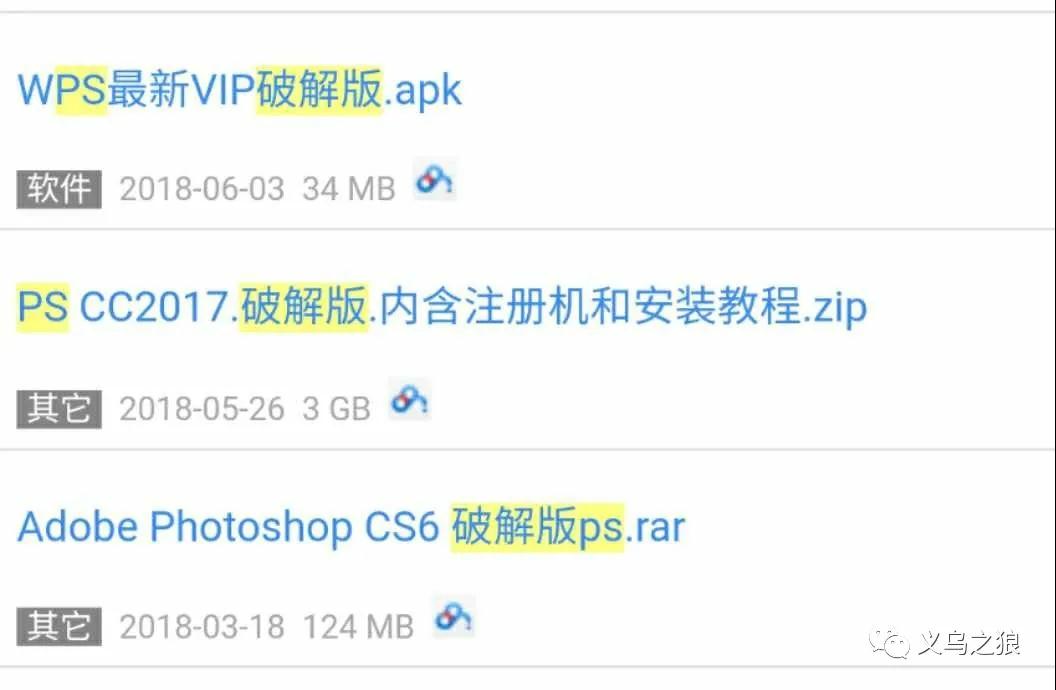 WPS最新VIP破解版.apk
软件 2018-06-03 34 MB
PS CC2017.破解版.内含注册机和安装教程.zip
其它 2018-05-26 3 GB
Adobe Photoshop CS6 破解版ps.rar
其它 2018-03-18 124 MB
义乌之狼